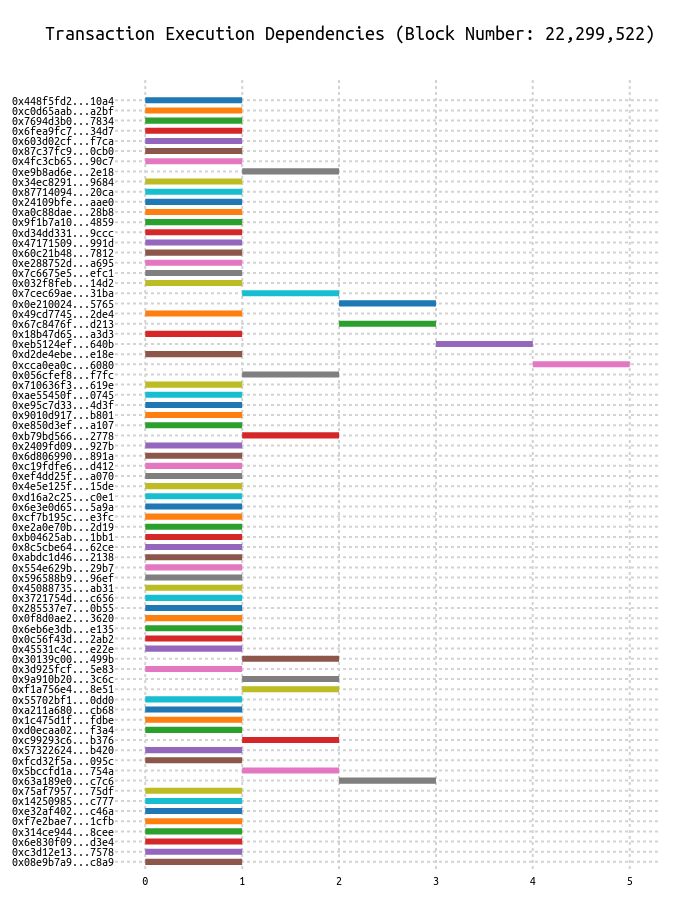 Transaction Execution Dependencies (Block Number: 22,299,522)
0x448f5fd2...10a4
0xc0d65aab...a2bf
0x7694d3b0...7834
0x6fea9fc7...34d7
0x603d02cf...f7ca
0x87c37fc9...0cb0
0x4fc3cb65...90c7
0xe9b8ad6e...2e18
0x34ec8291...9684
0x87714094...20ca
0x24109bfe...aae0
0xa0c88dae...28b8
0x9f1b7a10...4859
0xd34dd331...9ccc
0x47171509...991d
0x60c21b48...7812
0xe288752d...a695
0x7c6675e5...efc1
0x032f8feb...14d2
0x7cec69ae...31ba
0x0e210024...5765
0x49cd7745...2de4
0x67c8476f...d213
0x18b47d65...a3d3
0xeb5124ef...640b
0xd2de4ebe...e18e
0xcca0ea0c...6080
0x056cfef8...f7fc
0x710636f3...619e
0xae55450f...0745
0xe95c7d33...4d3f
0x9010d917...b801
0xe850d3ef...a107
0xb79bd566...2778
0x2409fd09...927b
0x6d806990...891a
0xc19fdfe6...d412
0xef4dd25f...a070
0x4e5e125f...15de
0xd16a2c25...c0e1
0x6e3e0d65...5a9a
0xcf7b195c...e3fc
0xe2a0e70b...2d19
0xb04625ab...1bb1
0x8c5cbe64...62ce
0xabdc1d46...2138
0x554e629b...29b7
0x596588b9...96ef
0x45088735...ab31
0x3721754d...c656
0x285537e7...0b55
0x0f8d0ae2...3620
0x6eb6e3db...e135
0x0c56f43d...2ab2
0x45531c4c...e22e
0x30139c00...499b
0x3d925fcf...5e83
0x9a910b20...3c6c
0xf1a756e4...8e51
0x55702bf1...0dd0
0xa211a680...cb68
0x1c475d1f...fdbe
0xd0ecaa02...f3a4
0xc99293c6...b376
0x57322624...b420
0xfcd32f5a...095c
0x5bccfd1a...754a
0x63a189e0...c7c6
0x75af7957...75df
0x14250985...c777
0xe32af402...c46a
0xf7e2bae7...1cfb
0x314ce944...8cee
0x6e830f09...d3e4
0xc3d12e13...7578
0x08e9b7a9...c8a9
0 1 2 3 4 5